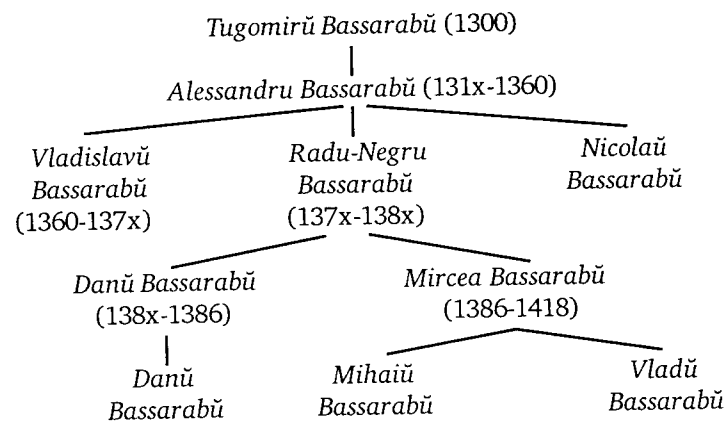 Tugomirŭ Bassarabŭ (1300)
Alessandru Bassarabŭ (131x-1360)
Vladislavŭ
Bassarabŭ
(1360-137x)
Radu-Negru
Bassarabŭ
(137x-138x)
Nicolaŭ
Bassarabŭ
Danŭ Bassarabŭ
(138x-1386)
Mircea Bassarabŭ
(1386-1418)
Danŭ
Bassarabŭ
Mihaiŭ
Bassarabŭ
Vladŭ
Bassarabŭ